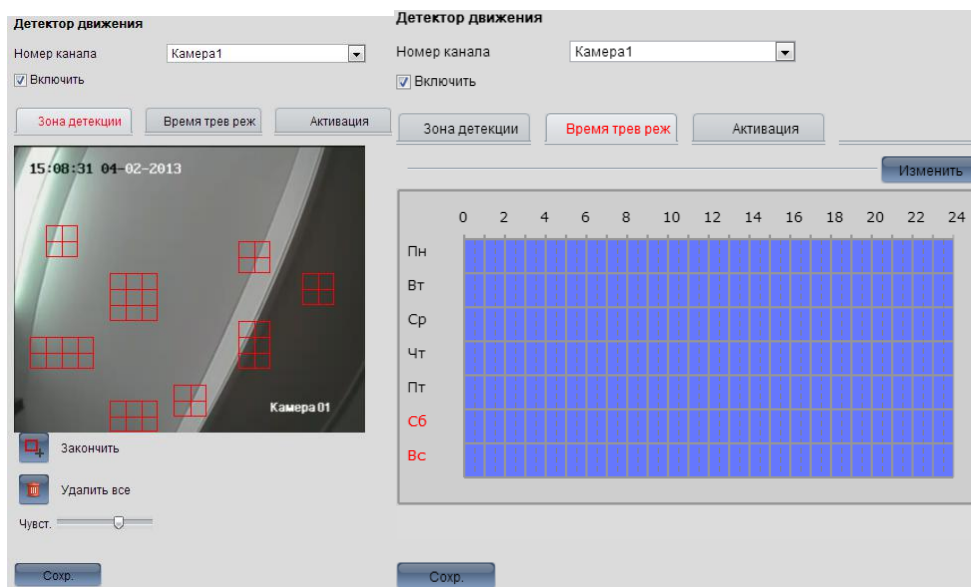 Детектор движения
Номер канала Камера1
Включить
Зона детекции Время трев реж Активация
15:08:31 04-02-2013
Камера 01
Закончить
Удалить все
Чувст.
Сохр.
Детектор движения
Номер канала Камера1
Включить
Зона детекции Время трев реж Активация
Изменить
0 2 4 6 8 10 12 14 16 18 20 22 24
Пн
Вт
Ср
Чт
Пт
Сб
Вс
Сохр.